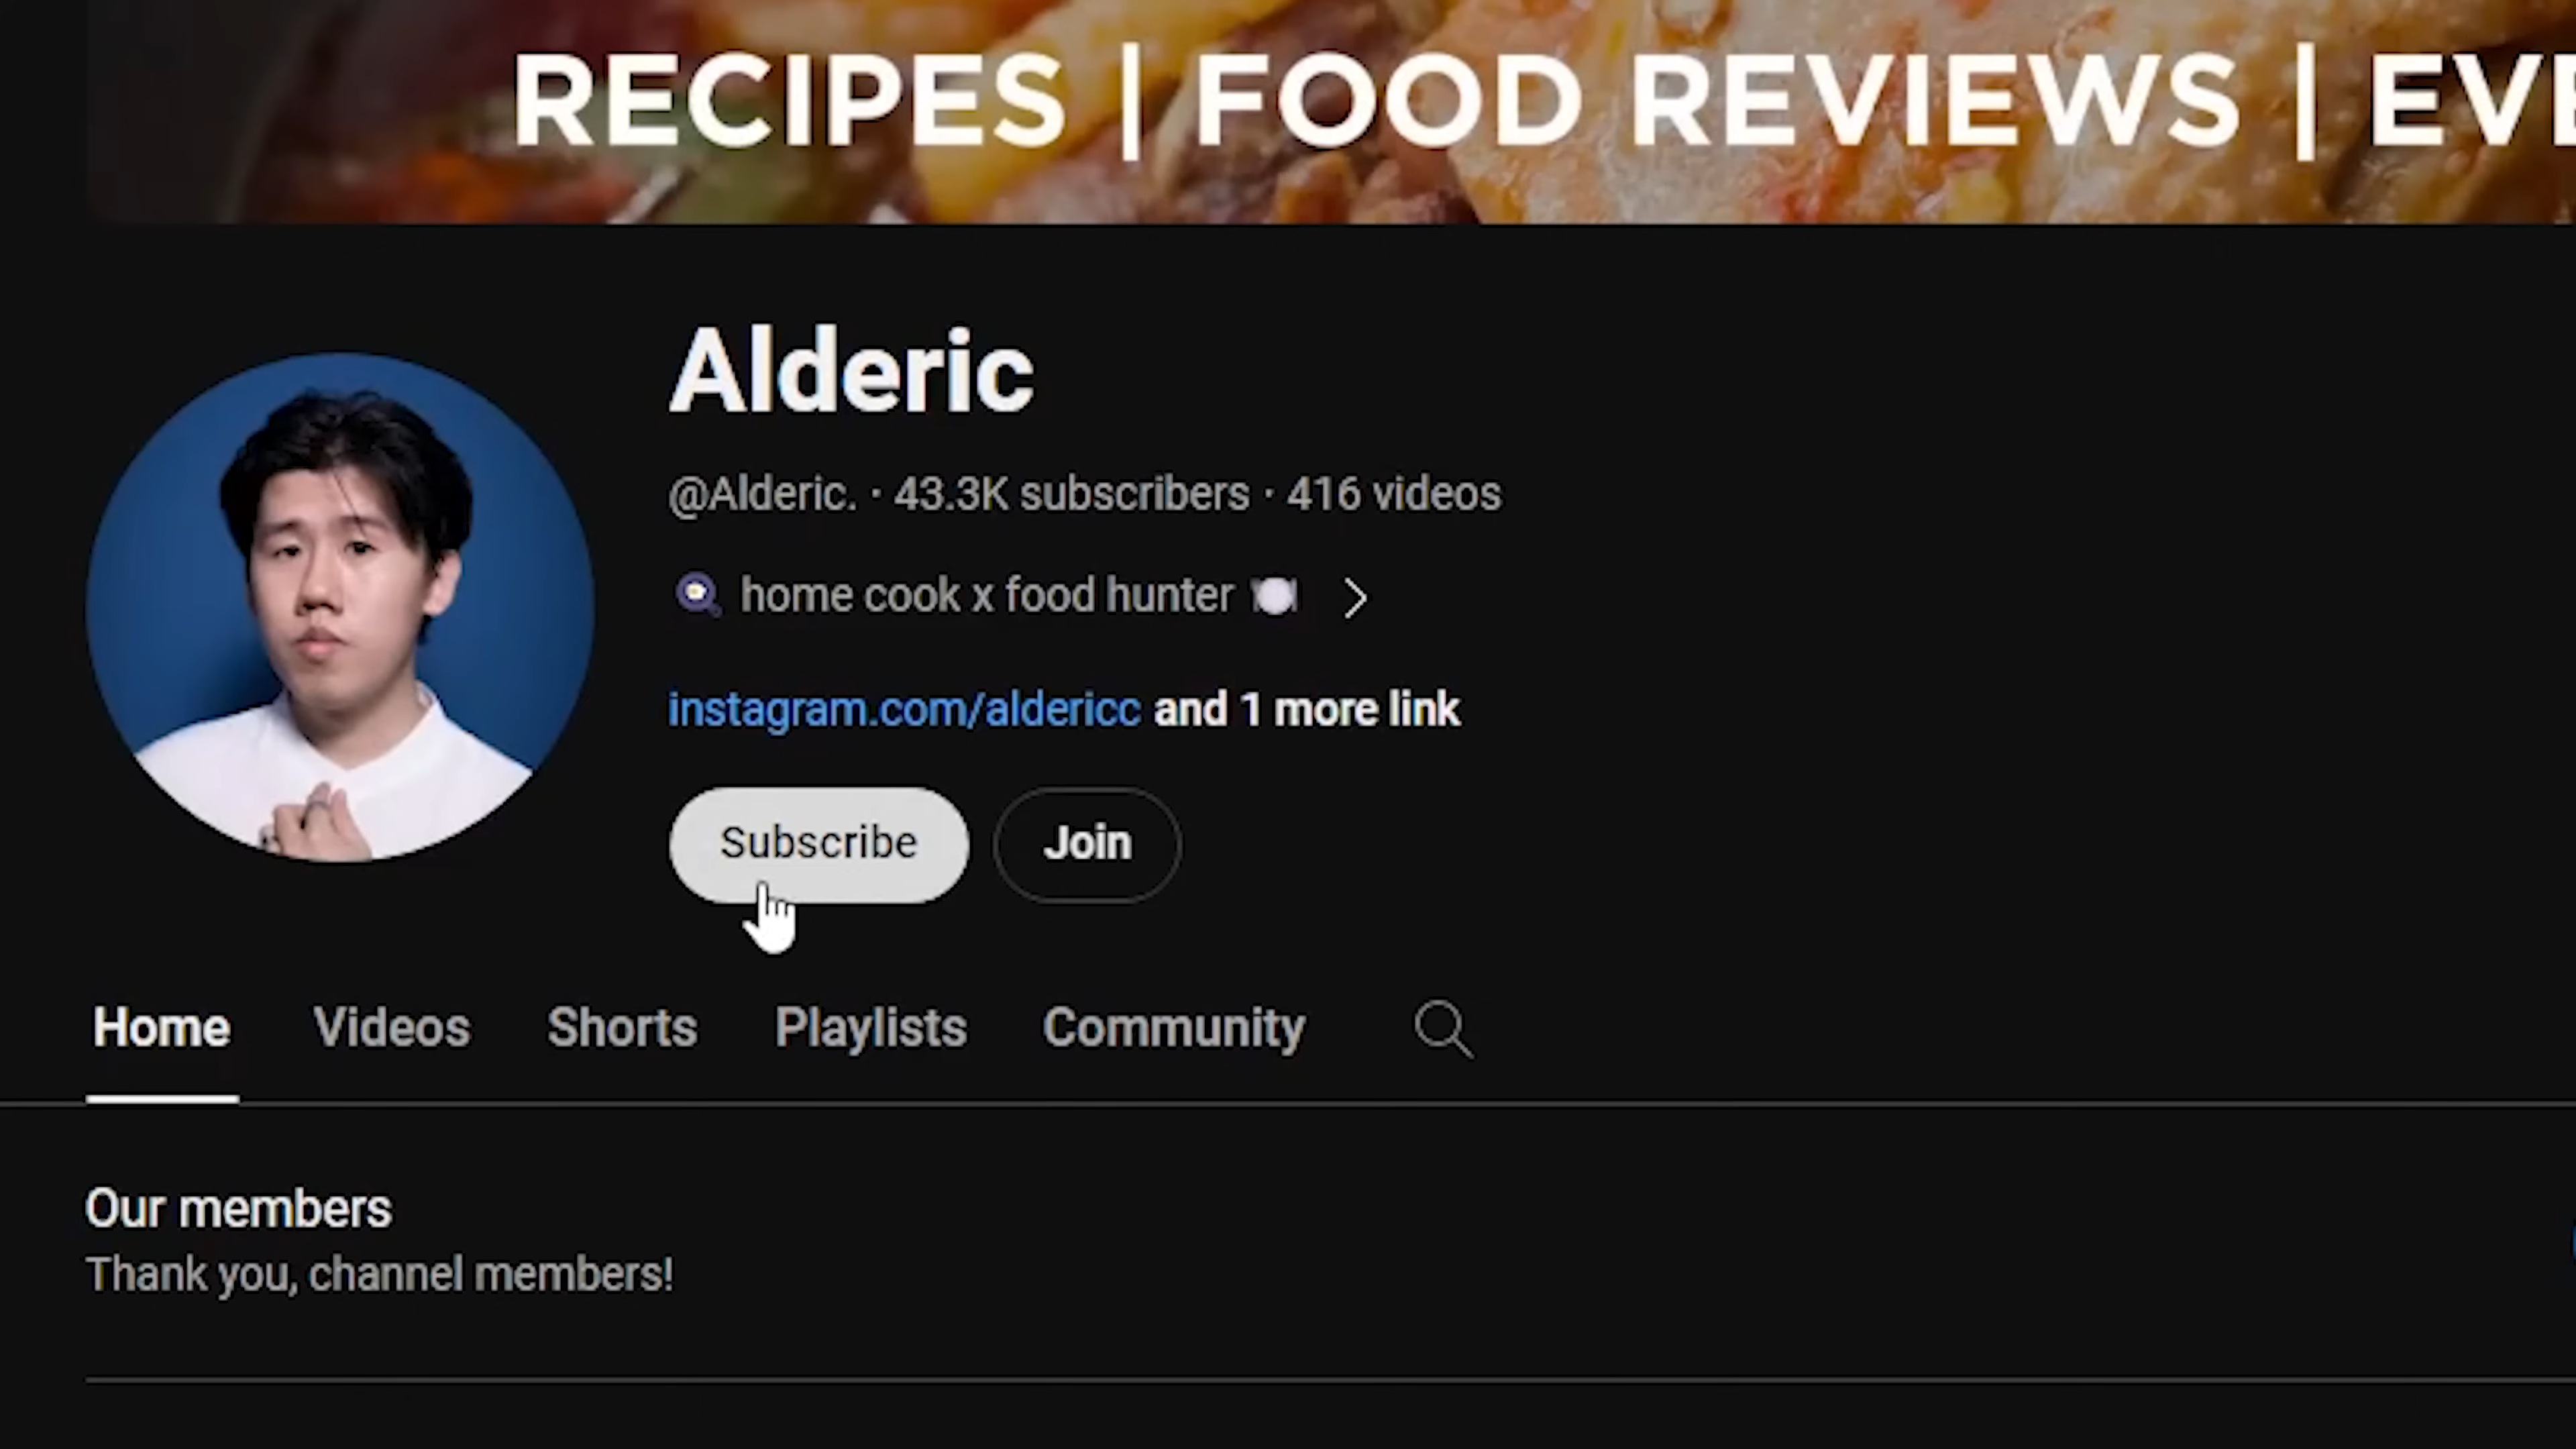 RECIPES | FOOD REVIEWS | EVE
Alderic
@Alderic. · 43.3K subscribers · 416 videos
home cook x food hunter
instagram.com/aldericc and 1 more link
Subscribe Join
Home Videos Shorts Playlists Community
Our members
Thank you, channel members!